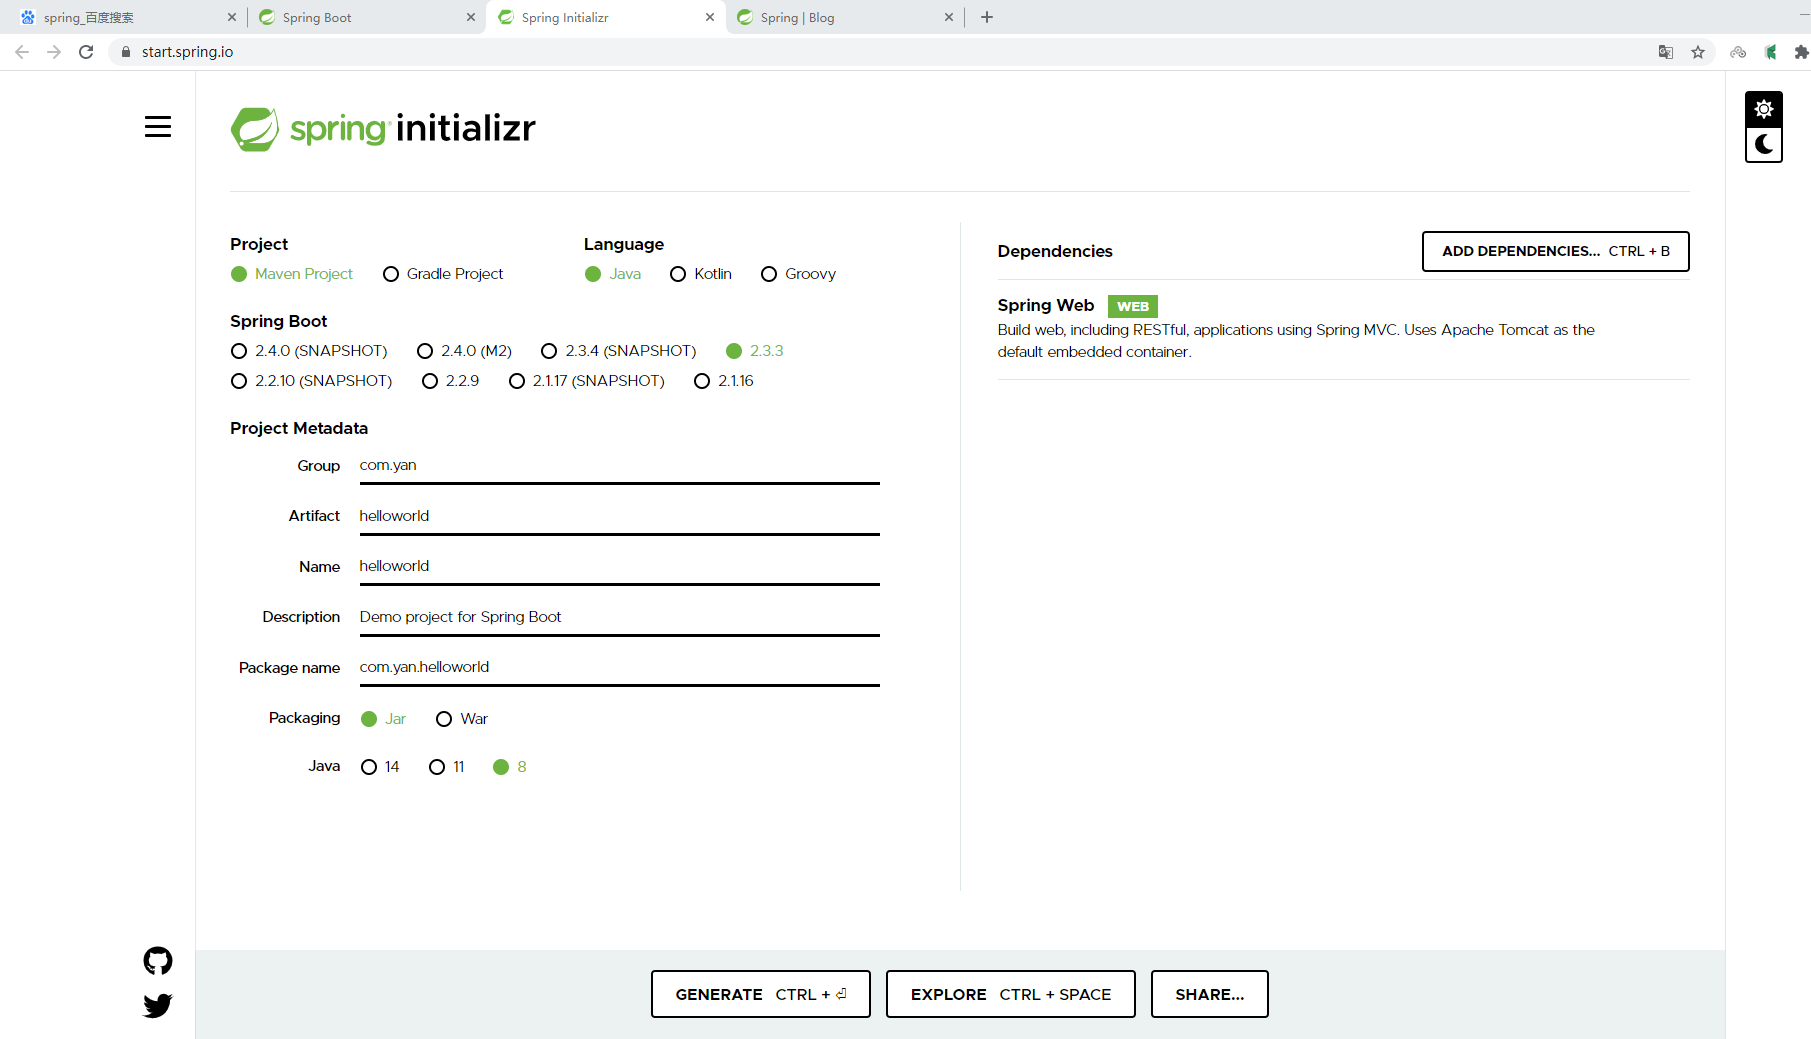 spring_百度搜索
Spring Boot
Spring Initializr
Spring | Blog
start.spring.io
spring initializr
Project
Language
Maven Project
Gradle Project
Java
Kotlin
Groovy
Spring Boot
2.4.0 (SNAPSHOT)
2.4.0 (M2)
2.3.4 (SNAPSHOT)
2.3.3
2.2.10 (SNAPSHOT)
2.2.9
2.1.17 (SNAPSHOT)
2.1.16
Project Metadata
Group com.yan
Artifact helloworld
Name helloworld
Description Demo project for Spring Boot
Package name com.yan.helloworld
Packaging Jar War
Java 14 11 8
Dependencies
ADD DEPENDENCIES... CTRL + B
Spring Web WEB
Build web, including RESTful, applications using Spring MVC. Uses Apache Tomcat as the
default embedded container.
GENERATE CTRL + ⏎
EXPLORE CTRL + SPACE
SHARE...